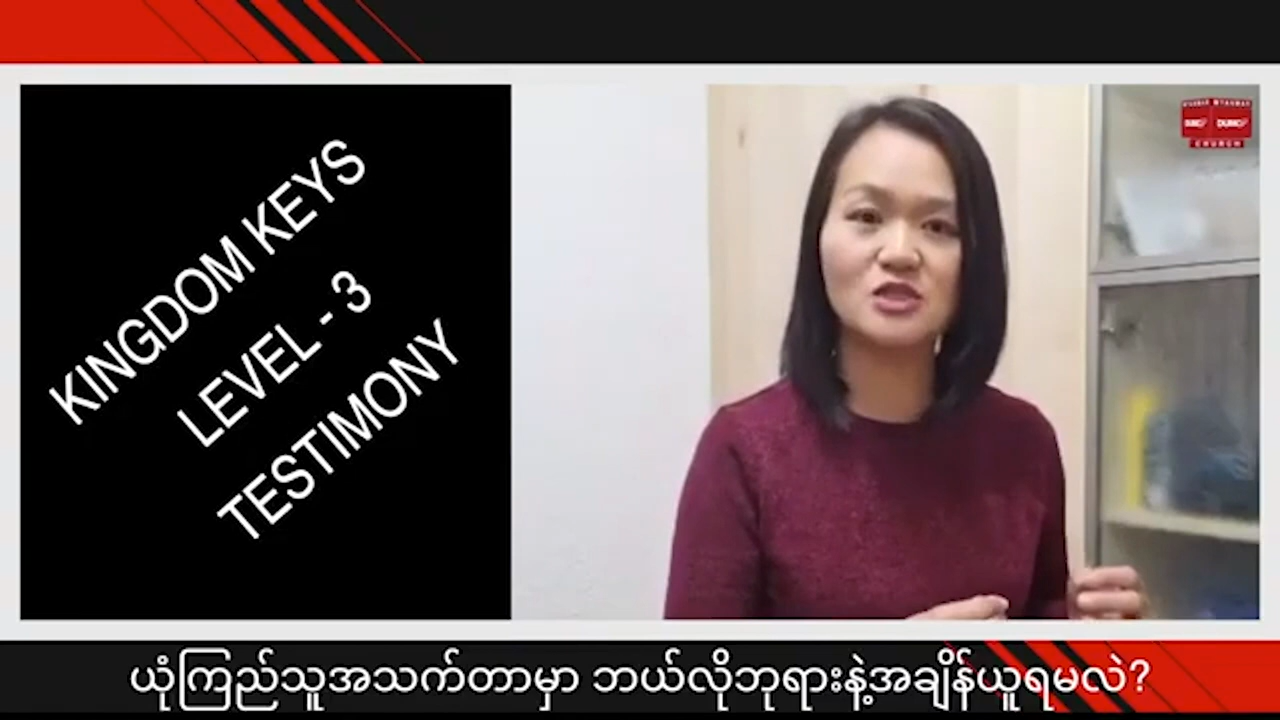 KINGDOM KEYS
LEVEL - 3
TESTIMONY
CHURCH
ယုံကြည်သူအသက်တာမှာ ဘယ်လိုဘုရားနဲ့အချိန်ယူရမလဲ?